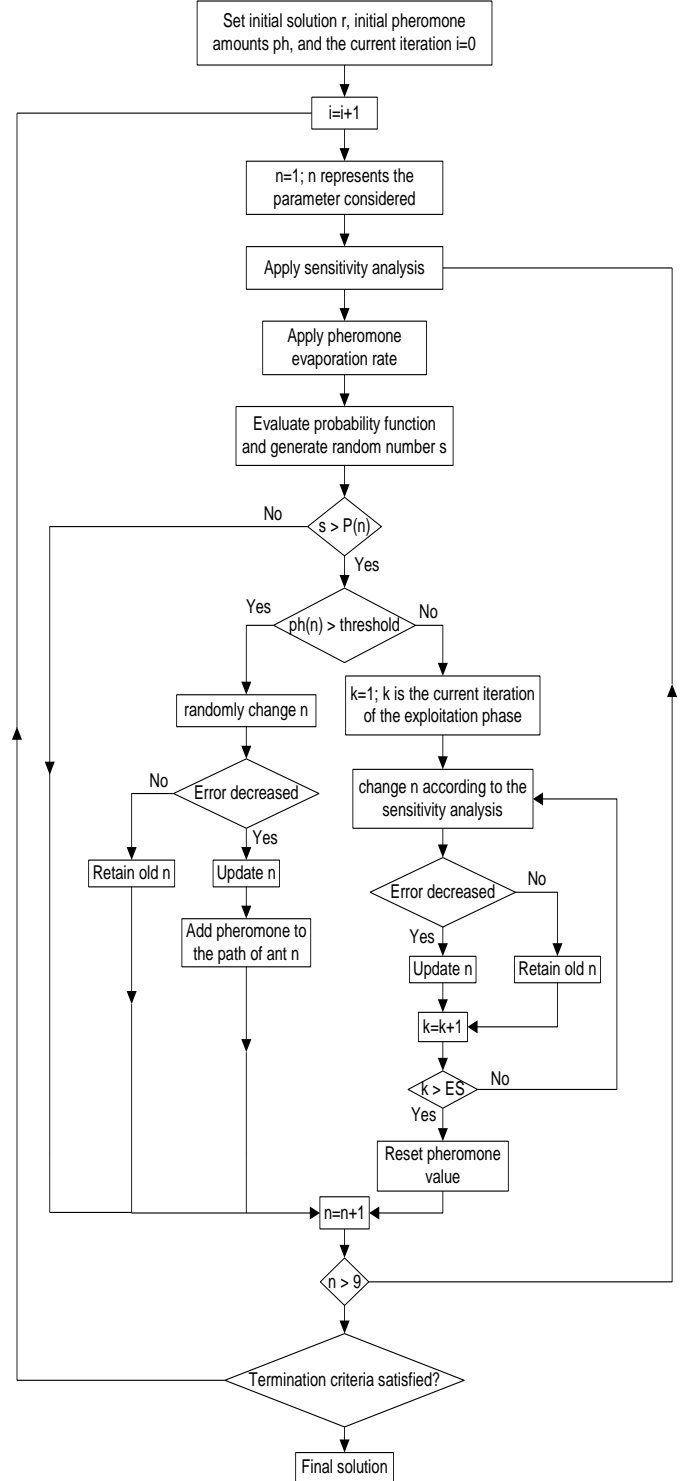 Set initial solution r, initial pheromone
amounts ph, and the current iteration i=0
i=i+1
n=1; n represents the
parameter considered
Apply sensitivity analysis
Apply pheromone
evaporation rate
Evaluate probability function
and generate random number s
No
s > P(n)
Yes
Yes
ph(n) > threshold
No
randomly change n
k=1; k is the current iteration
of the exploitation phase
No
Error decreased
Yes
change n according to the
sensitivity analysis
Retain old n
Update n
Error decreased
No
Yes
Add pheromone to
the path of ant n
Update n
Retain old n
k=k+1
k > ES
No
Yes
Reset pheromone
value
n=n+1
n > 9
Termination criteria satisfied?
Final solution